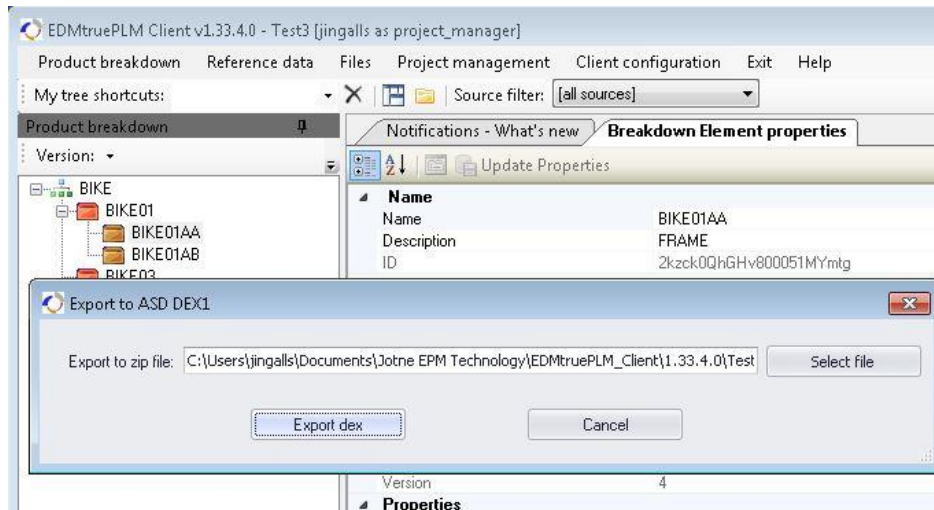 EDMtruePLM Client v1.33.4.0 - Test3 [jingalls as project_manager]
Product breakdown Reference data Files Project management Client configuration Exit Help
My tree shortcuts: Source filter: [all sources]
Product breakdown
Notifications - What's new Breakdown Element properties
Version:
Update Properties
BIKE
BIKE01
BIKE01AA
BIKE01AB
BIKE03
Name
Name BIKE01AA
Description FRAME
ID 2kzck0QhGHv800051MYmtg
Export to ASD DEX1
Export to zip file: C:\Users\jingalls\Documents\Jotne EPM Technology\EDMtruePLM_Client\1.33.4.0\Test Select file
Export dex Cancel
Version 4
Properties